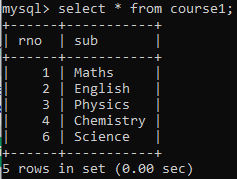 mysql> select * from course1;
+------+-----------+
| rno  | sub       |
+------+-----------+
|    1 | Maths     |
|    2 | English   |
|    3 | Physics   |
|    4 | Chemistry |
|    6 | Science   |
+------+-----------+
5 rows in set (0.00 sec)